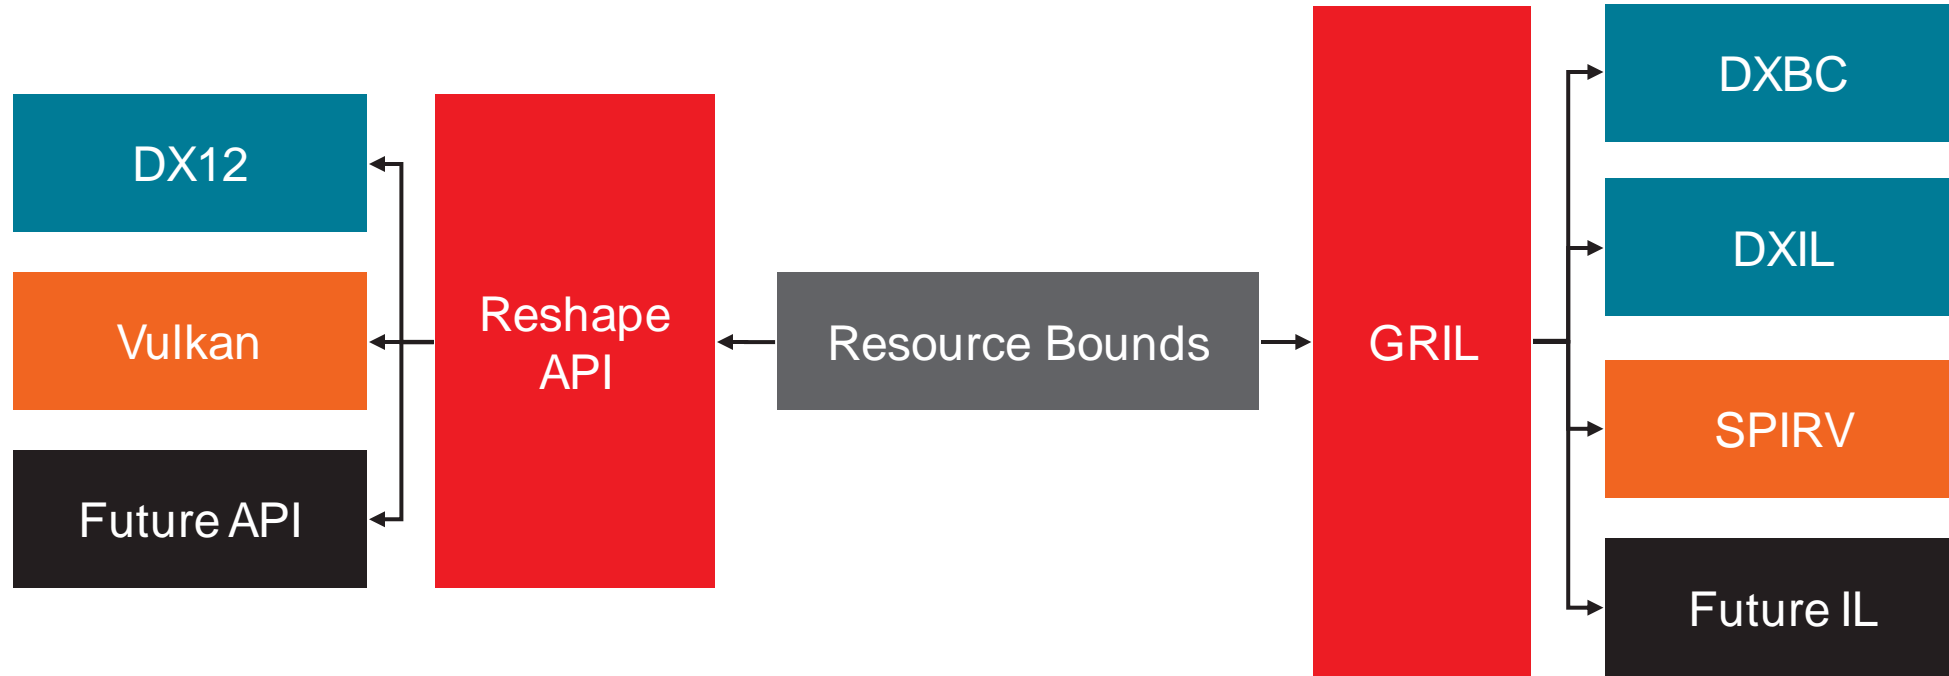 DX12
Vulkan
Future API
Reshape
API
Resource Bounds
GRIL
DXBC
DXIL
SPIRV
Future IL